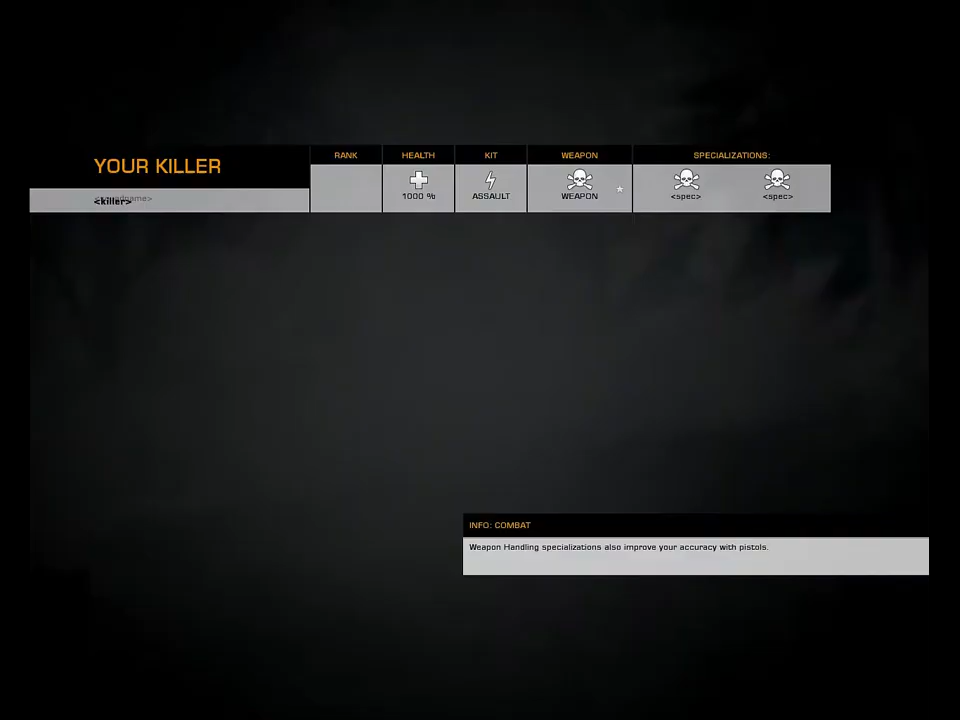 YOUR KILLER
<killer>
RANK
HEALTH
1000 %
KIT
ASSAULT
WEAPON
WEAPON
SPECIALIZATIONS:
<spec>
<spec>
INFO: COMBAT
Weapon Handling specializations also improve your accuracy with pistols.